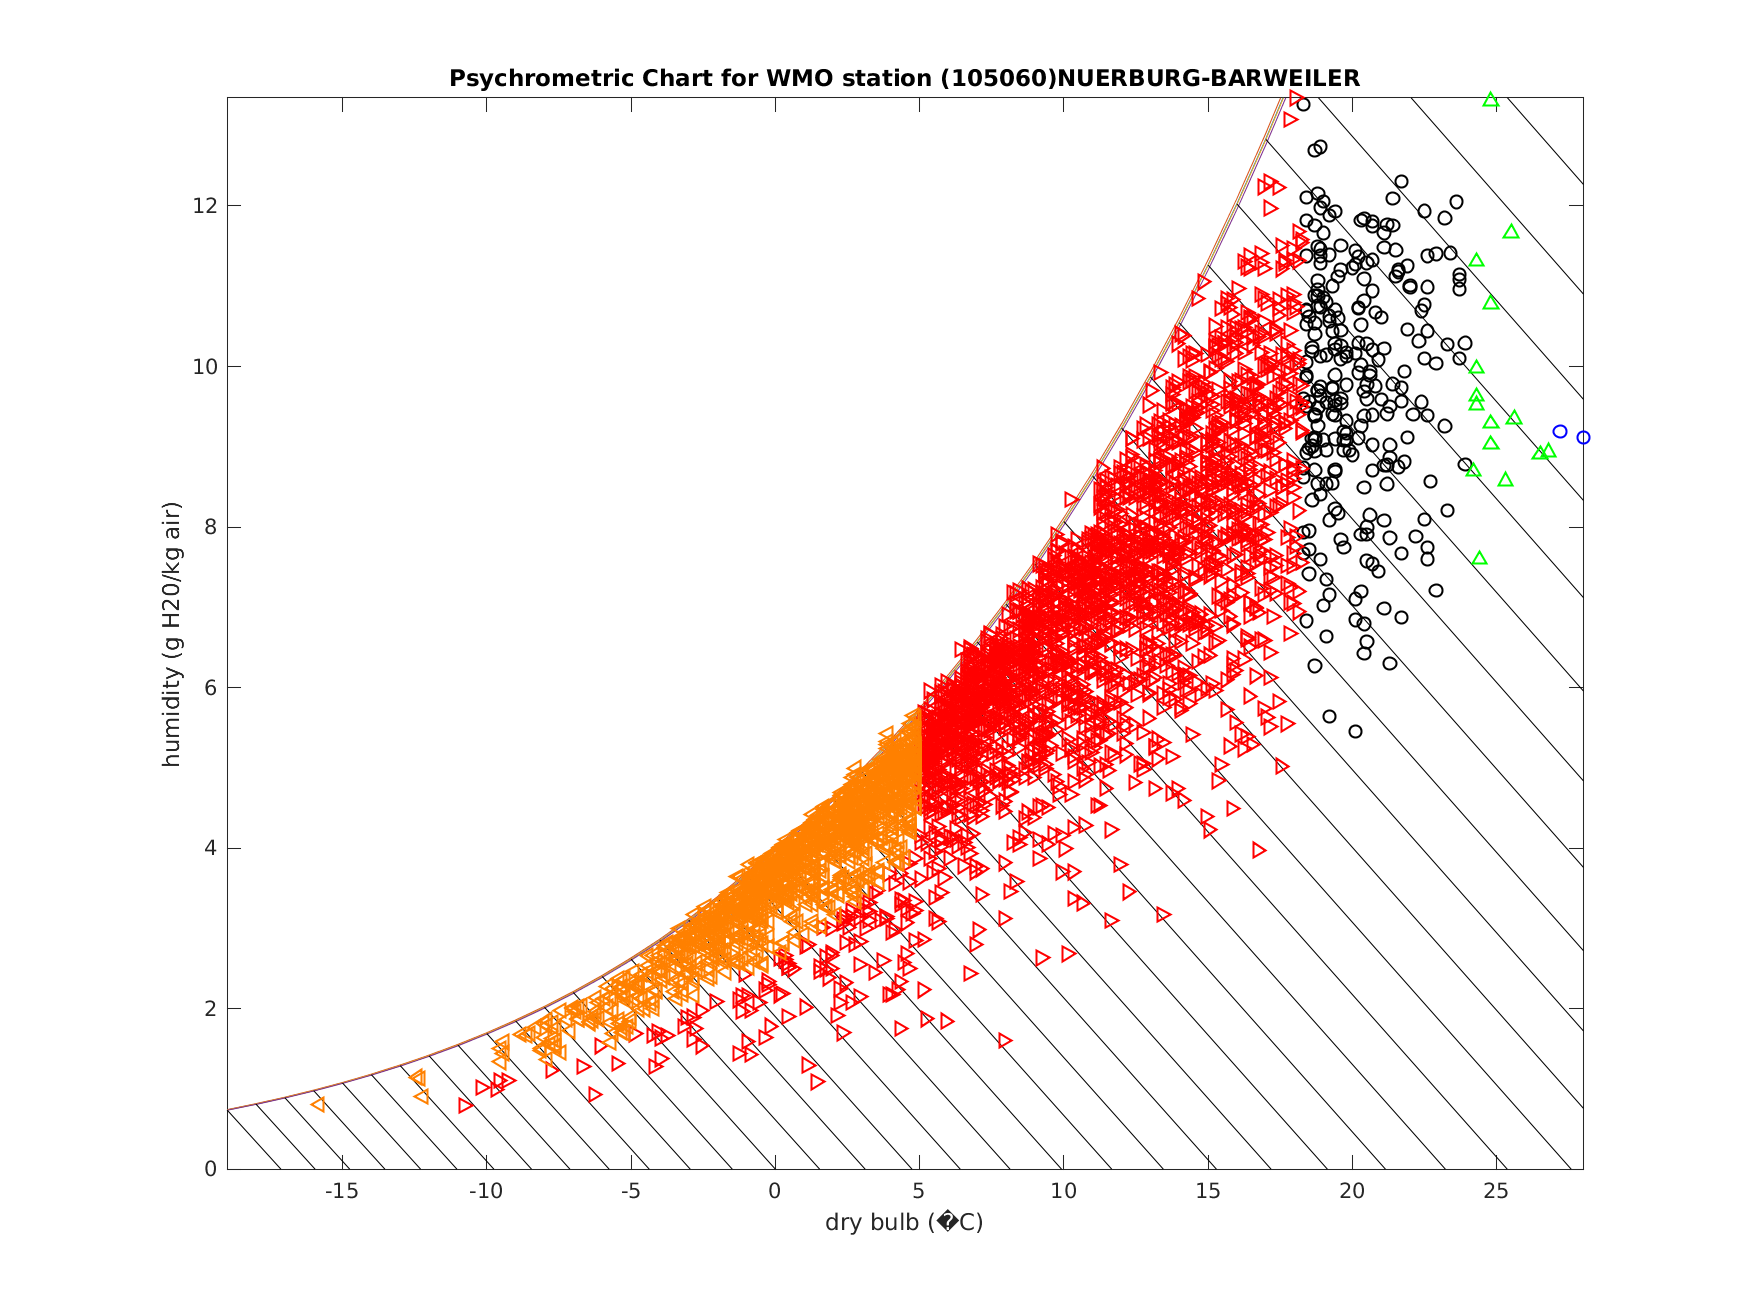 Psychrometric Chart for WMO station (105060)NUERBURG-BARWEILER
humidity (g H20/kg air)
12
10
8
6
4
2
0
-15 -10 -5 0 5 10 15 20 25
dry bulb (�C)